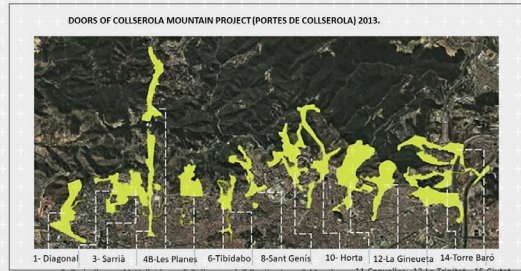 DOORS OF COLLSEROLA MOUNTAIN PROJECT (PORTES DE COLLSEROLA) 2013.
1- Diagonal 3- Sarrià 4B-Les Planes 6-Tibidabo 8-Sant Genís 10- Horta 12-La Gineueta 14-Torre Baró